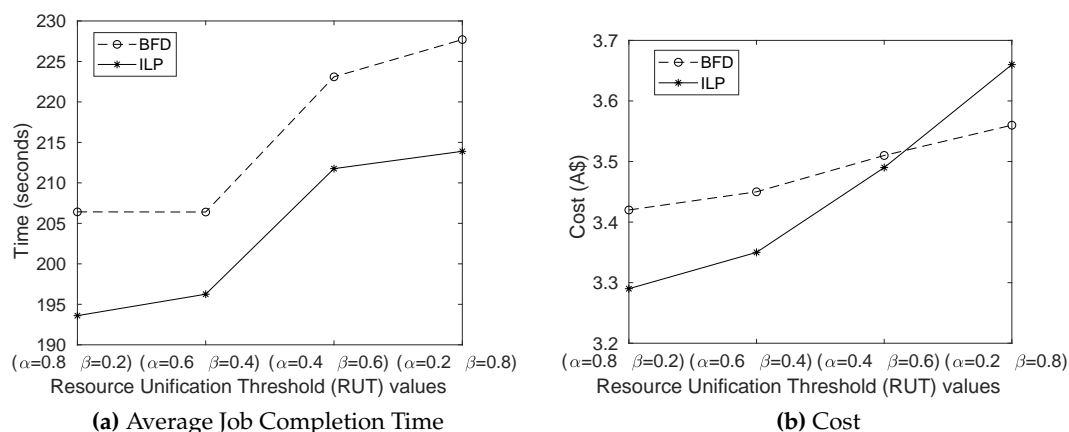 230
225
220
215
210
205
200
195
190
Time (seconds)
BFD
ILP
(α=0.8 β=0.2) (α=0.6 β=0.4) (α=0.4 β=0.6) (α=0.2 β=0.8)
Resource Unification Threshold (RUT) values
(a) Average Job Completion Time
3.7
3.6
3.5
3.4
3.3
3.2
Cost (A$)
BFD
ILP
(α=0.8 β=0.2) (α=0.6 β=0.4) (α=0.4 β=0.6) (α=0.2 β=0.8)
Resource Unification Threshold (RUT) values
(b) Cost